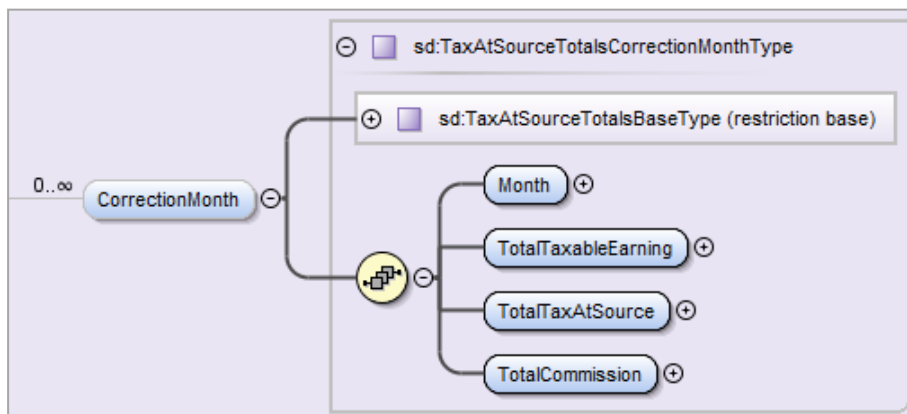 sd:TaxAtSourceTotalsCorrectionMonthType
sd:TaxAtSourceTotalsBaseType (restriction base)
0..∞
CorrectionMonth
Month
TotalTaxableEarning
TotalTaxAtSource
TotalCommission